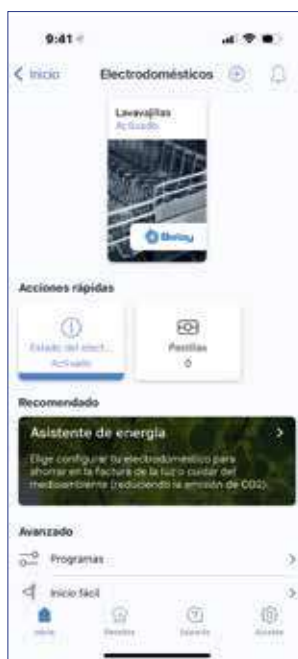 9:41
Inicio
Electrodomésticos
Lavavajillas
Activado
Acciones rápidas
Estado del elect...
Activado
Pastillas
0
Recomendado
Asistente de energía
Elige configurar tu electrodoméstico para
ahorrar en la factura de la luz o cuidar del
medioambiente (reduciendo la emisión de CO2).
Avanzado
Programas
Inicio fácil
Inicio
Soporte
Ajustes